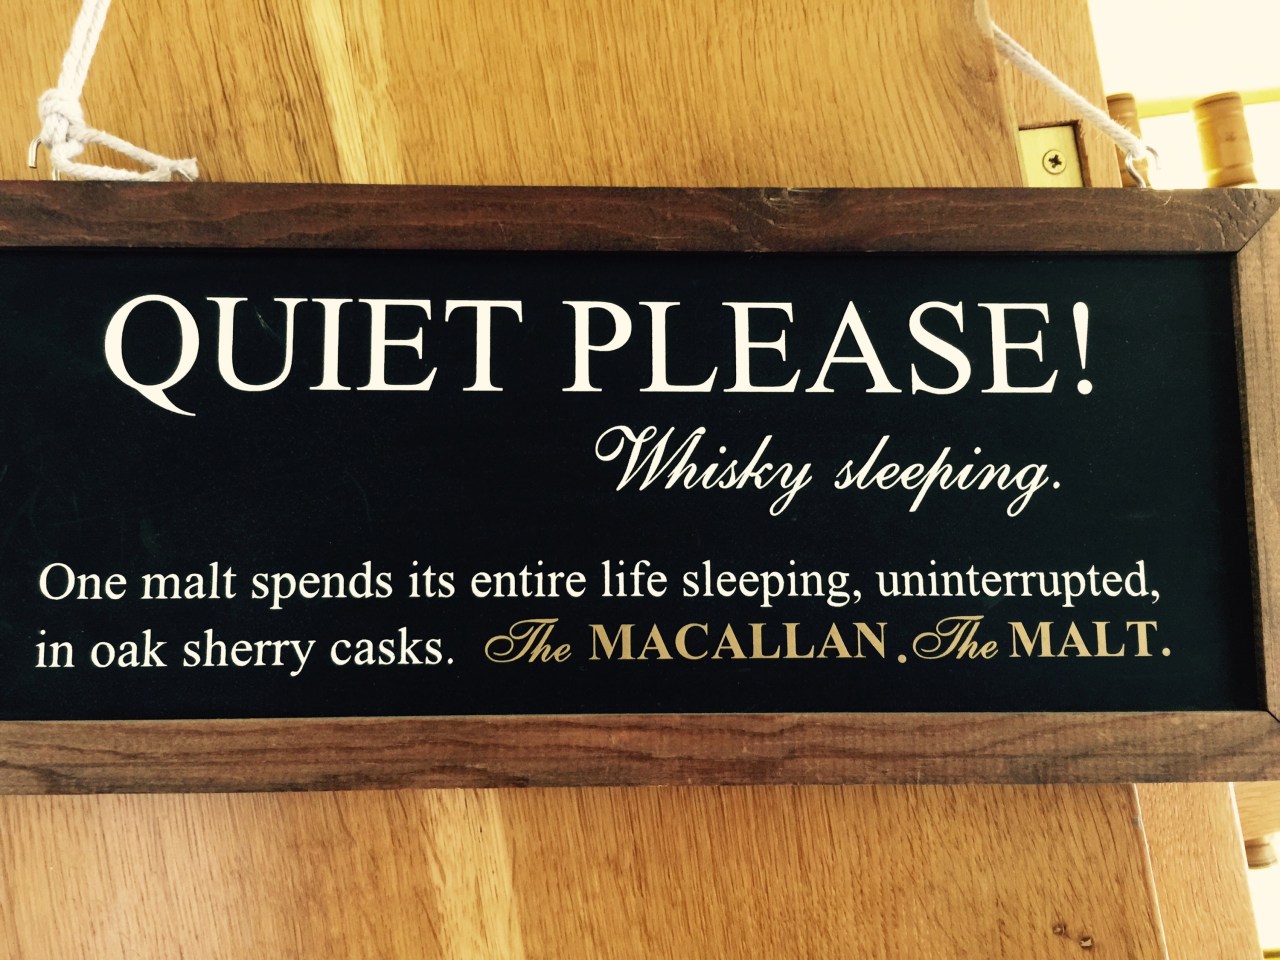 QUIET PLEASE!
Whisky sleeping.
One malt spends its entire life sleeping, uninterrupted,
in oak sherry casks. The MACALLAN. The MALT.